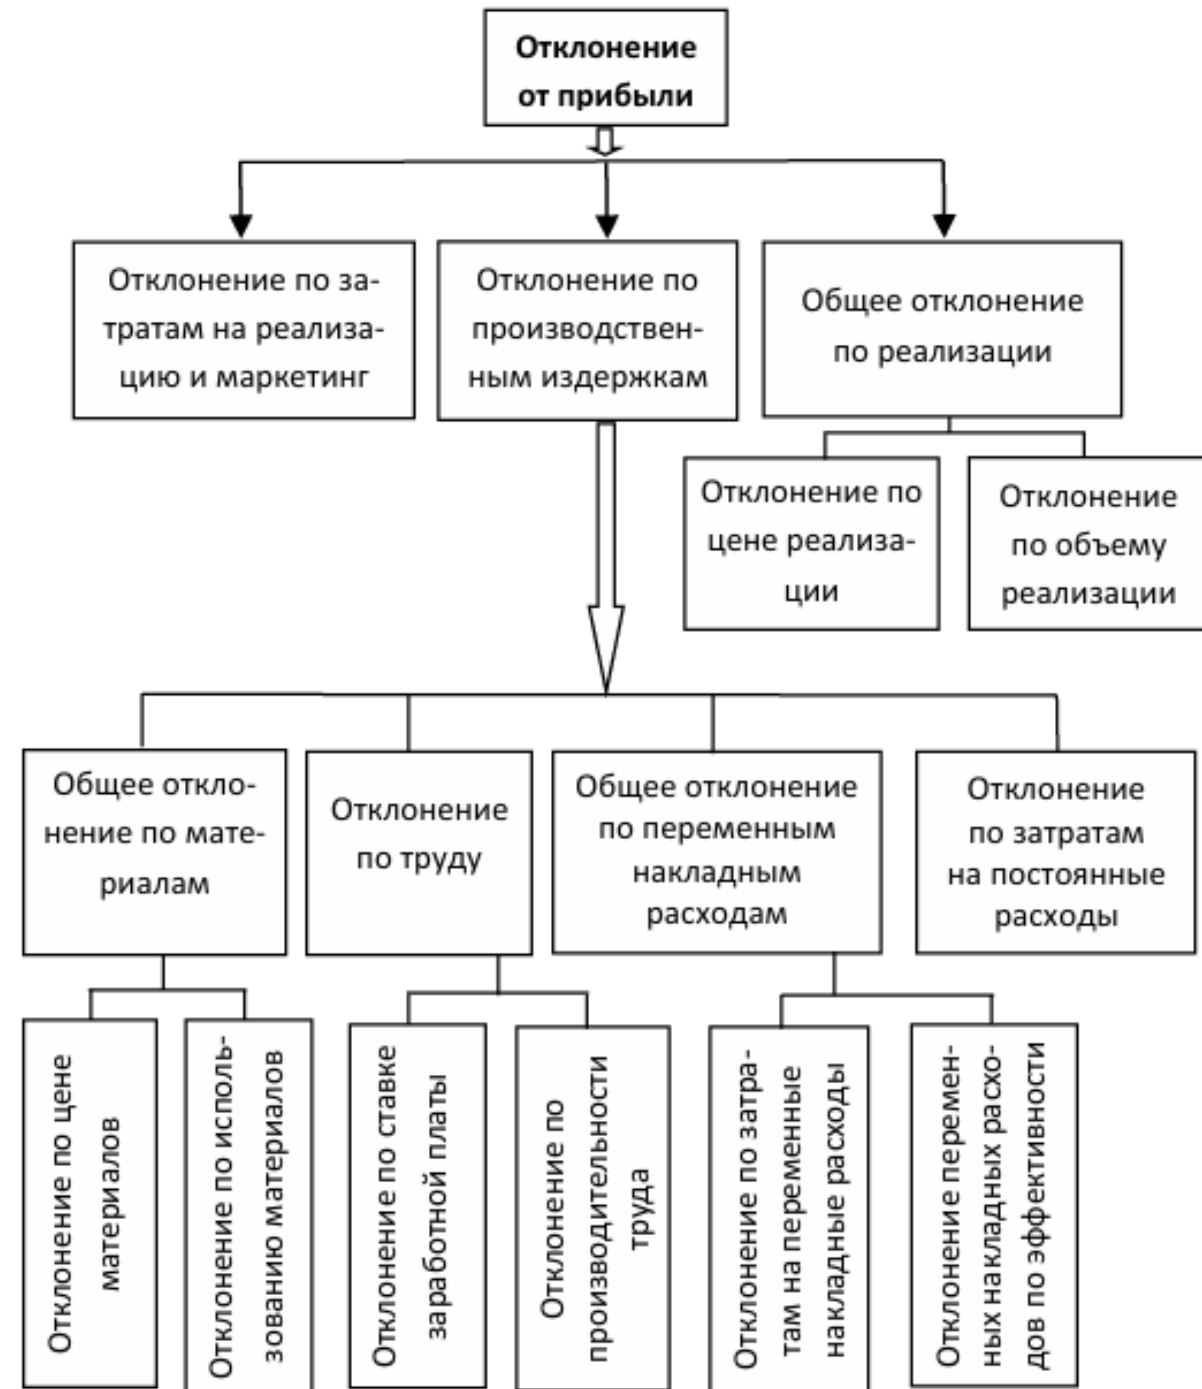 Отклонение
от прибыли
Отклонение по за-
тратам на реализа-
цию и маркетинг
Отклонение по
производствен-
ным издержкам
Общее отклонение
по реализации
Отклонение по
цене реализа-
ции
Отклонение
по объему
реализации
Общее откло-
нение по мате-
риалам
Отклонение
по труду
Общее отклонение
по переменным
накладным
расходам
Отклонение
по затратам
на постоянные
расходы
Отклонение по цене
материалов
Отклонение по исполь-
зованию материалов
Отклонение по ставке
заработной платы
Отклонение по
производительности
труда
Отклонение по затра-
там на переменные
накладные расходы
Отклонение перемен-
ных накладных расхо-
дов по эффективности